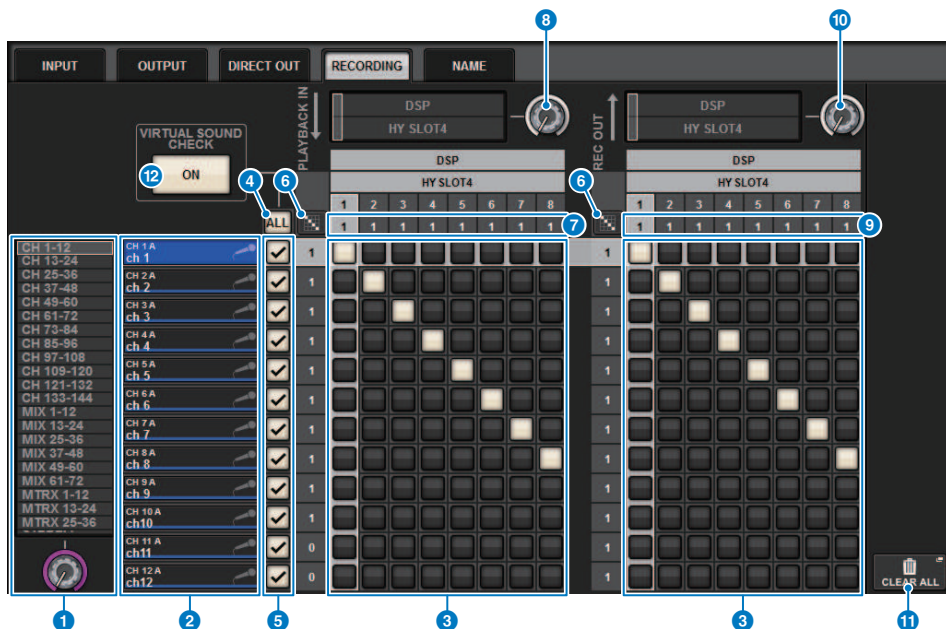 8
10
INPUT
OUTPUT
DIRECT OUT
RECORDING
NAME
PLAYBACK IN
DSP
HY SLOT4
REC OUT
DSP
HY SLOT4
VIRTUAL SOUND
CHECK
ON
12
4
6
ALL
DSP
HY SLOT4
1 2 3 4 5 6 7 8
1 1 1 1 1 1 1 1
7
6
DSP
HY SLOT4
1 2 3 4 5 6 7 8
1 1 1 1 1 1 1 1
9
CH 1-12
CH 13-24
CH 25-36
CH 37-48
CH 49-60
CH 61-72
CH 73-84
CH 85-96
CH 97-108
CH 109-120
CH 121-132
CH 133-144
MIX 1-12
MIX 13-24
MIX 25-36
MIX 37-48
MIX 49-60
MIX 61-72
MTRX 1-12
MTRX 13-24
MTRX 25-36
CH 1 A
ch 1
CH 2 A
ch 2
CH 3 A
ch 3
CH 4 A
ch 4
CH 5 A
ch 5
CH 6 A
ch 6
CH 7 A
ch 7
CH 8 A
ch 8
CH 9 A
ch 9
CH 10 A
ch10
CH 11 A
ch11
CH 12 A
ch12
1
1
1
1
1
1
1
1
1
1
0
0
1
1
1
1
1
1
1
1
1
1
1
1
CLEAR ALL
1
2
5
3
3
11